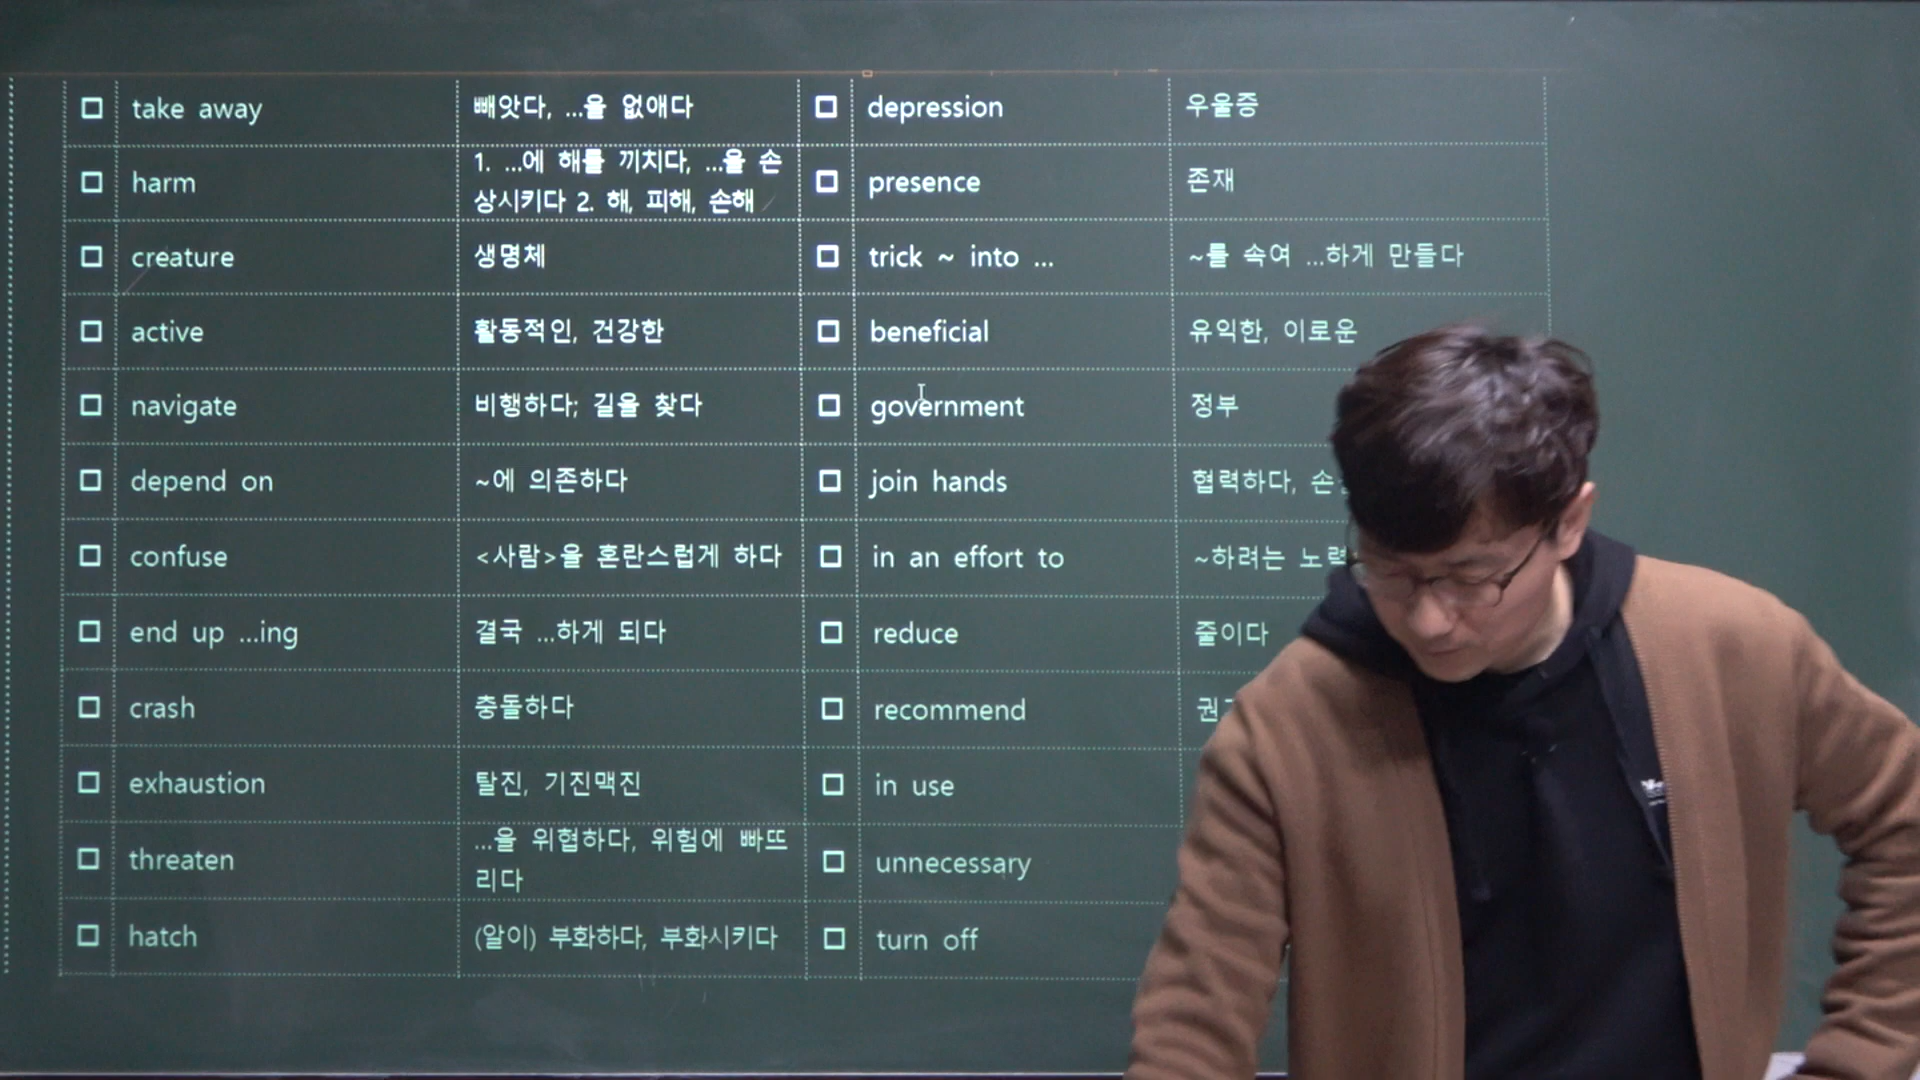 ☐ take away 빼앗다, ...을 없애다 ☐ depression 우울증
☐ harm 1. ...에 해를 끼치다, ...을 손
상시키다 2. 해, 피해, 손해 ☐ presence 존재
☐ creature 생명체 ☐ trick ~ into ... ~를 속여 ...하게 만들다
☐ active 활동적인, 건강한 ☐ beneficial 유익한, 이로운
☐ navigate 비행하다; 길을 찾다 ☐ government 정부
☐ depend on ~에 의존하다 ☐ join hands 협력하다,
☐ confuse <사람>을 혼란스럽게 하다 ☐ in an effort to ~하려는
☐ end up ...ing 결국 ...하게 되다 ☐ reduce 줄이다
☐ crash 충돌하다 ☐ recommend
☐ exhaustion 탈진, 기진맥진 ☐ in use
☐ threaten ...을 위협하다, 위험에 빠뜨
리다 ☐ unnecessary
☐ hatch (알이) 부화하다, 부화시키다 ☐ turn off